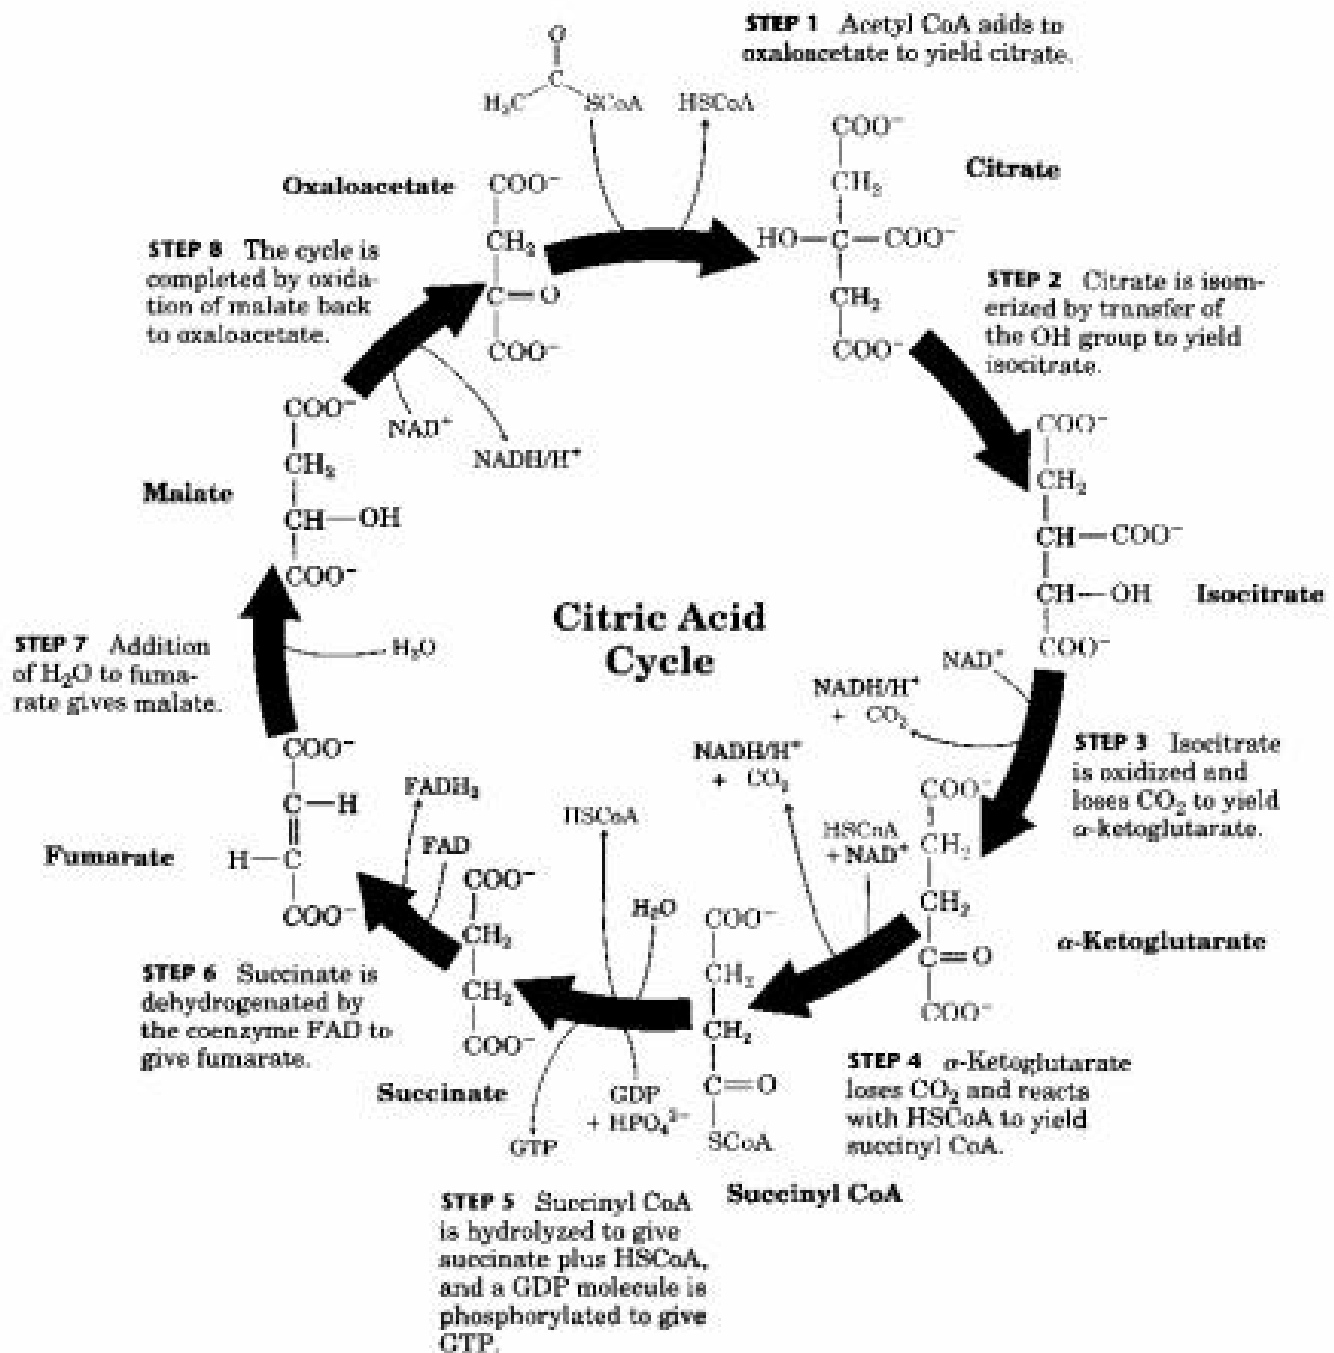 STEP 1 Acetyl CoA adds to
oxaloacetate to yield citrate.
O
C
H₃C
SCoA
HSCoA
Oxaloacetate
COO⁻
CH₂
C=O
COO⁻
COO⁻
CH₂
HO—C—COO⁻
CH₂
COO⁻
Citrate
STEP 2 Citrate is isom-
erized by transfer of
the OH group to yield
isocitrate.
COO⁻
CH₂
CH—COO⁻
CH—OH
COO⁻
Isocitrate
NAD⁺
NADH/H⁺
+ CO₂
STEP 3 Isocitrate
is oxidized and
loses CO₂ to yield
α-ketoglutarate.
COO⁻
CH₂
CH₂
C=O
COO⁻
α-Ketoglutarate
HSCoA
+ NAD⁺
NADH/H⁺
+ CO₂
STEP 4 α-Ketoglutarate
loses CO₂ and reacts
with HSCoA to yield
succinyl CoA.
COO⁻
CH₂
CH₂
C=O
SCoA
Succinyl CoA
HSCoA
H₂O
GDP
+ HPO₄²⁻
GTP
STEP 5 Succinyl CoA
is hydrolyzed to give
succinate plus HSCoA,
and a GDP molecule is
phosphorylated to give
GTP.
COO⁻
CH₂
CH₂
COO⁻
Succinate
FAD
FADH₂
STEP 6 Succinate is
dehydrogenated by
the coenzyme FAD to
give fumarate.
COO⁻
C—H
H—C
COO⁻
Fumarate
STEP 7 Addition
of H₂O to fuma-
rate gives malate.
H₂O
COO⁻
CH₂
CH—OH
COO⁻
Malate
NAD⁺
NADH/H⁺
STEP 8 The cycle is
completed by oxida-
tion of malate back
to oxaloacetate.
Citric Acid
Cycle